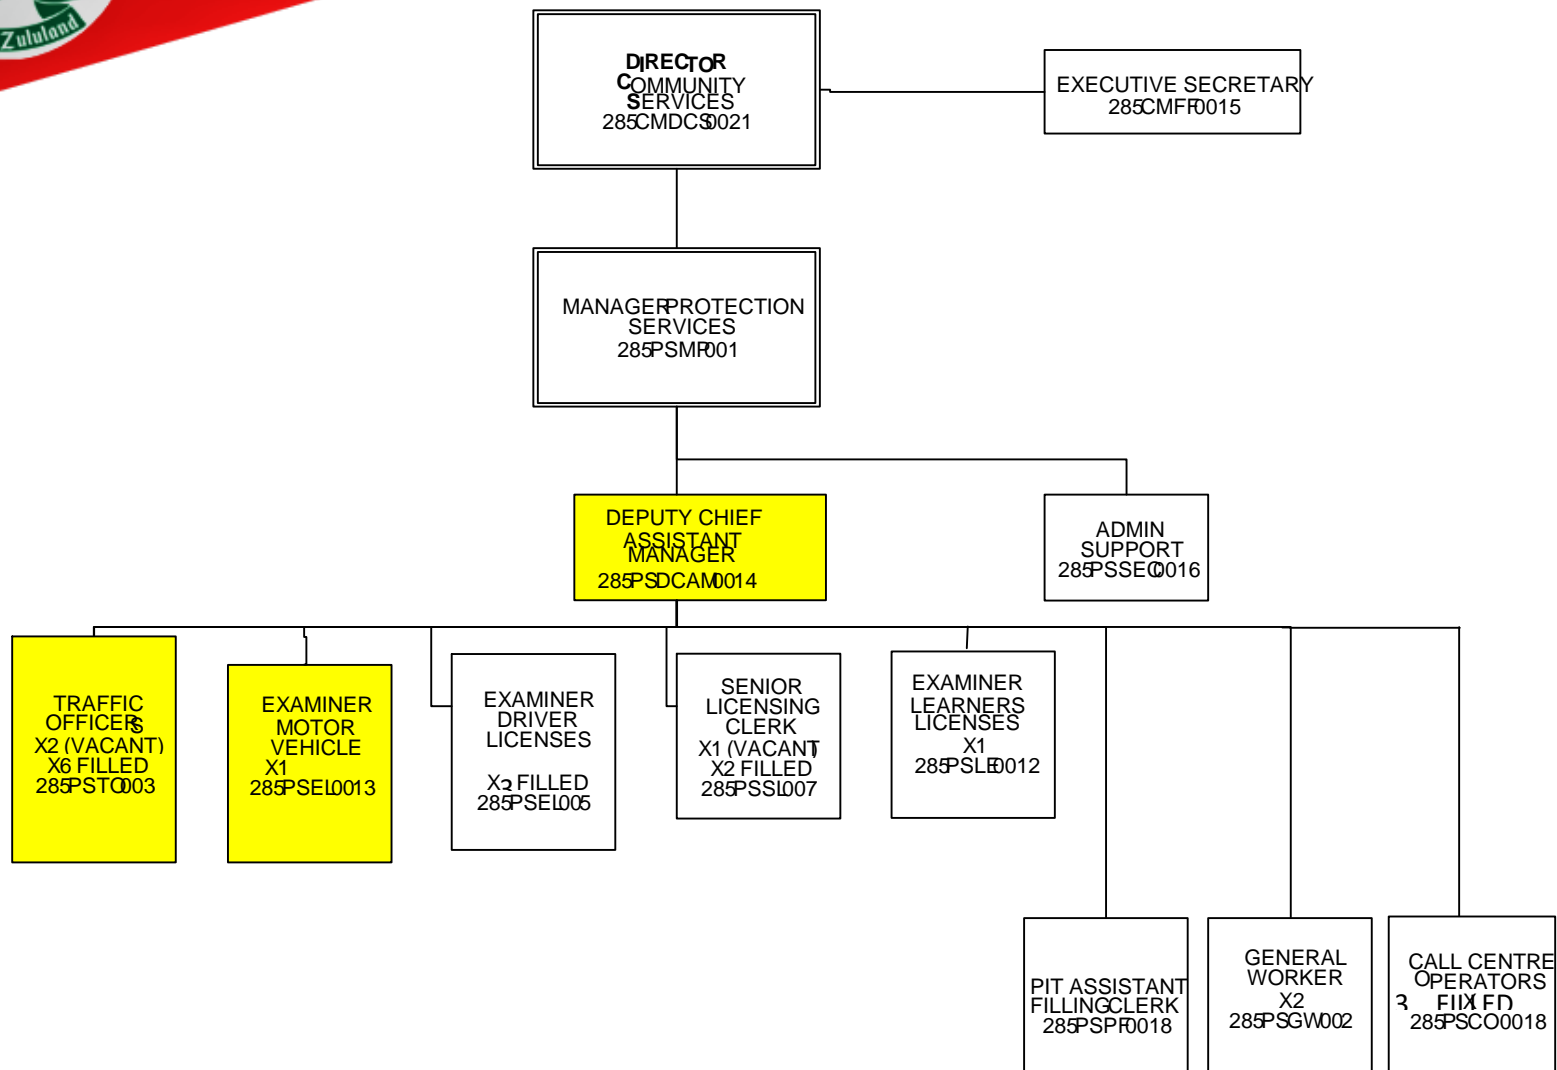 Zululand
DIRECTOR
COMMUNITY
SERVICES
285CMDCS0021
EXECUTIVE SECRETARY
285CMFF0015
MANAGER PROTECTION
SERVICES
285PSMP001
DEPUTY CHIEF
ASSISTANT
MANAGER
285PSDCAM0014
ADMIN
SUPPORT
285PSSEC0016
TRAFFIC
OFFICERS
X2 (VACANT)
X6 FILLED
285PSTO003
EXAMINER
MOTOR
VEHICLE
X1
285PSEL0013
EXAMINER
DRIVER
LICENSES
FILLED
285PSEL005
SENIOR
LICENSING
CLERK
X1 (VACANT)
X2 FILLED
285PSSL007
EXAMINER
LEARNERS
LICENSES
X1
285PSLE0012
PIT ASSISTANT
FILLING CLERK
285PSPF0018
GENERAL
WORKER
X2
285PSGW002
CALL CENTRE
OPERATORS
3 FILLED
285PSCO0018